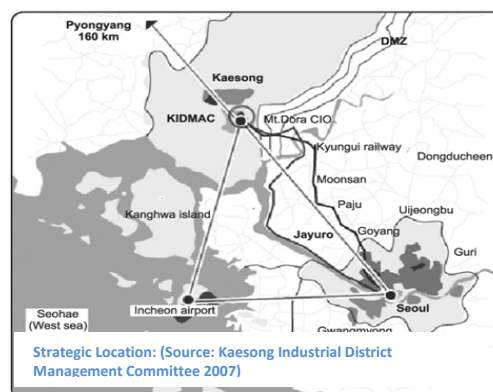 Pyongyang
160 km
DMZ
Kaesong
KIDMAC
Mt.Dora CIO
Kyungui railway
Dongducheen
Moonsan
Kanghwa island
Paju
Uijeongbu
Jayuro
Goyang
Guri
Incheon airport
Seoul
Seohae
(West sea)
Gwangmyong
Strategic Location: (Source: Kaesong Industrial District
Management Committee 2007)